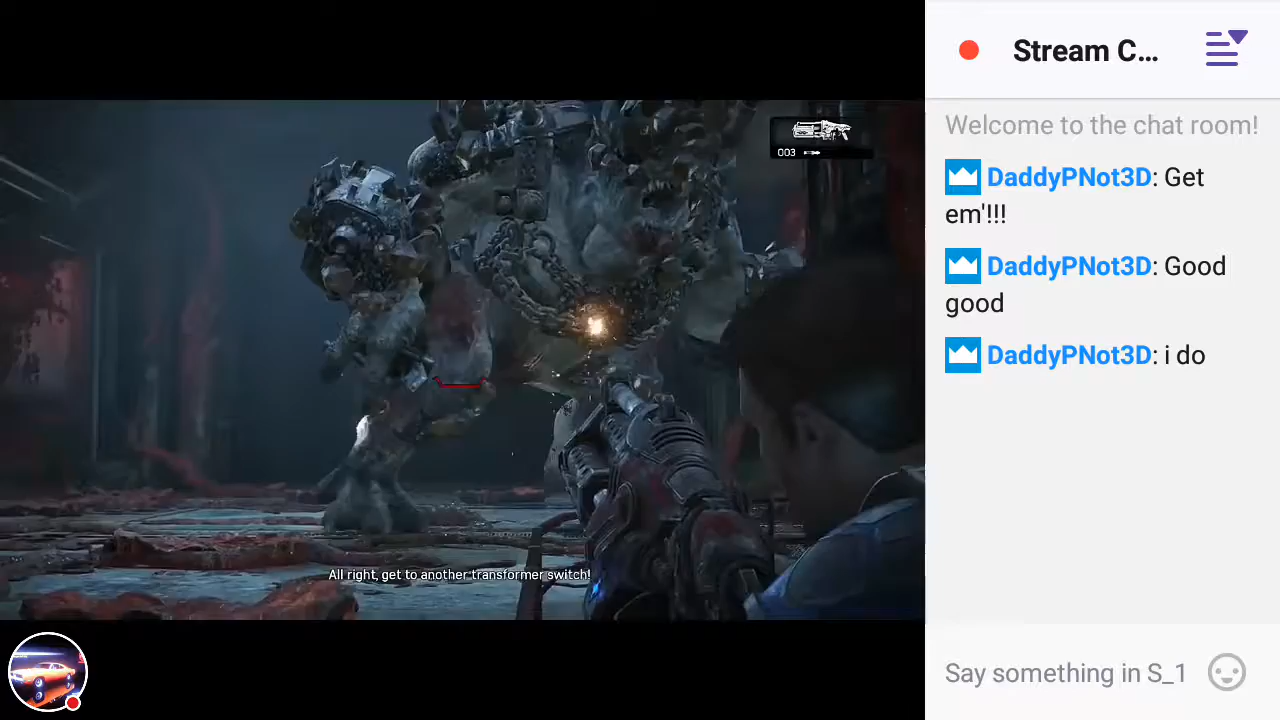 Stream C...
Welcome to the chat room!
DaddyPNot3D: Get
em'!!!
DaddyPNot3D: Good
good
DaddyPNot3D: i do
003
All right, get to another transformer switch!
Say something in S_1